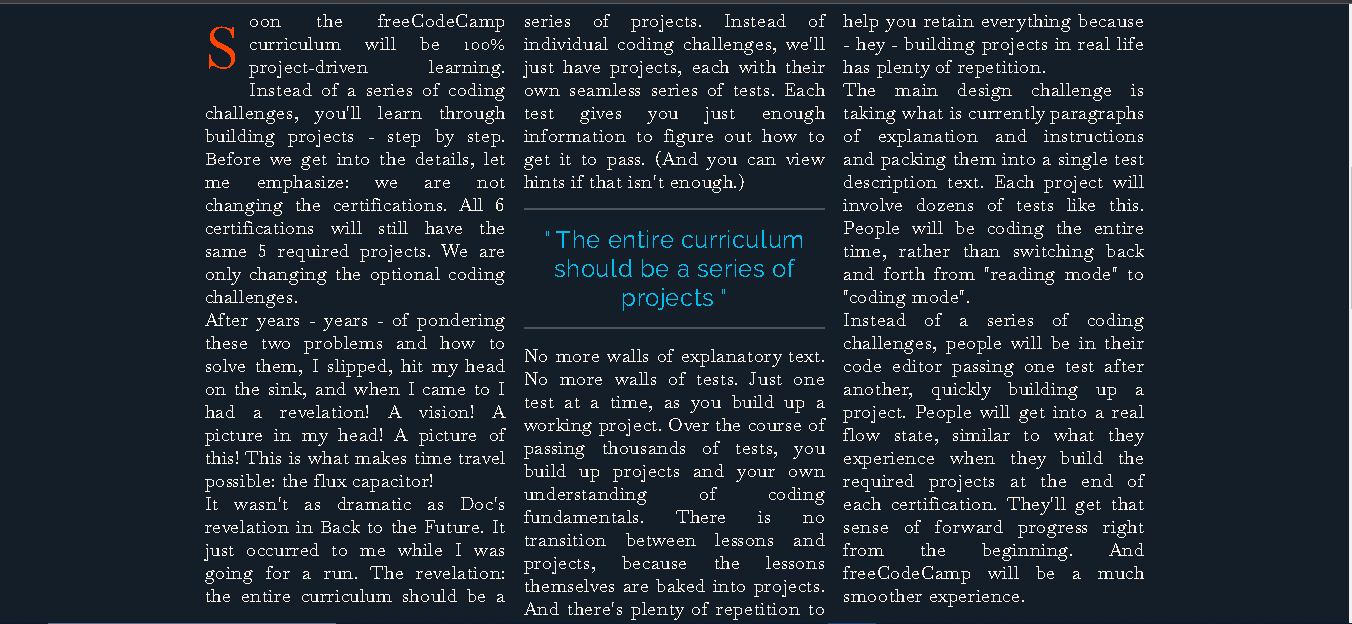 Soon the freeCodeCamp
curriculum will be 100%
project-driven learning.
Instead of a series of coding
challenges, you'll learn through
building projects - step by step.
Before we get into the details, let
me emphasize: we are not
changing the certifications. All 6
certifications will still have the
same 5 required projects. We are
only changing the optional coding
challenges.
After years - years - of pondering
these two problems and how to
solve them, I slipped, hit my head
on the sink, and when I came to I
had a revelation! A vision! A
picture in my head! A picture of
this! This is what makes time travel
possible: the flux capacitor!
It wasn't as dramatic as Doc's
revelation in Back to the Future. It
just occurred to me while I was
going for a run. The revelation:
the entire curriculum should be a
series of projects. Instead of
individual coding challenges, we'll
just have projects, each with their
own seamless series of tests. Each
test gives you just enough
information to figure out how to
get it to pass. (And you can view
hints if that isn't enough.)
" The entire curriculum
should be a series of
projects "
No more walls of explanatory text.
No more walls of tests. Just one
test at a time, as you build up a
working project. Over the course of
passing thousands of tests, you
build up projects and your own
understanding of coding
fundamentals. There is no
transition between lessons and
projects, because the lessons
themselves are baked into projects.
And there's plenty of repetition to
help you retain everything because
- hey - building projects in real life
has plenty of repetition.
The main design challenge is
taking what is currently paragraphs
of explanation and instructions
and packing them into a single test
description text. Each project will
involve dozens of tests like this.
People will be coding the entire
time, rather than switching back
and forth from "reading mode" to
"coding mode".
Instead of a series of coding
challenges, people will be in their
code editor passing one test after
another, quickly building up a
project. People will get into a real
flow state, similar to what they
experience when they build the
required projects at the end of
each certification. They'll get that
sense of forward progress right
from the beginning. And
freeCodeCamp will be a much
smoother experience.